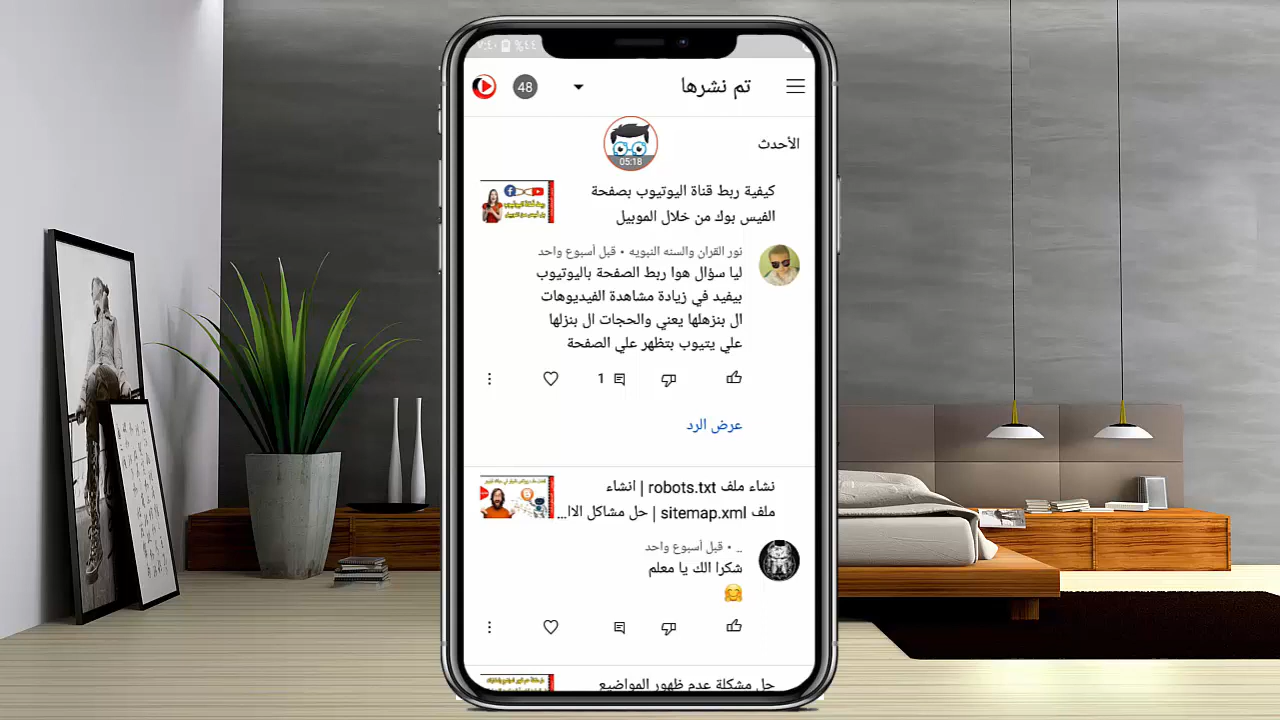 %٤٤
تم نشرها
48
الأحدث
05:18
كيفية ربط قناة اليوتيوب بصفحة
الفيس بوك من خلال الموبيل
نور القران والسنه النبويه • قبل أسبوع واحد
ليا سؤال هوا ربط الصفحة باليوتيوب
بيفيد في زيادة مشاهدة الفيديوهات
ال بنزهلها يعني والحجات ال بنزلها
علي يتيوب بتظهر علي الصفحة
1
عرض الرد
نشاء ملف robots.txt | انشاء
ملف sitemap.xml | حل مشاكل الاا...
.. • قبل أسبوع واحد
شكرا الك يا معلم
🤗
حل مشكلة عدم ظهور المواضيع